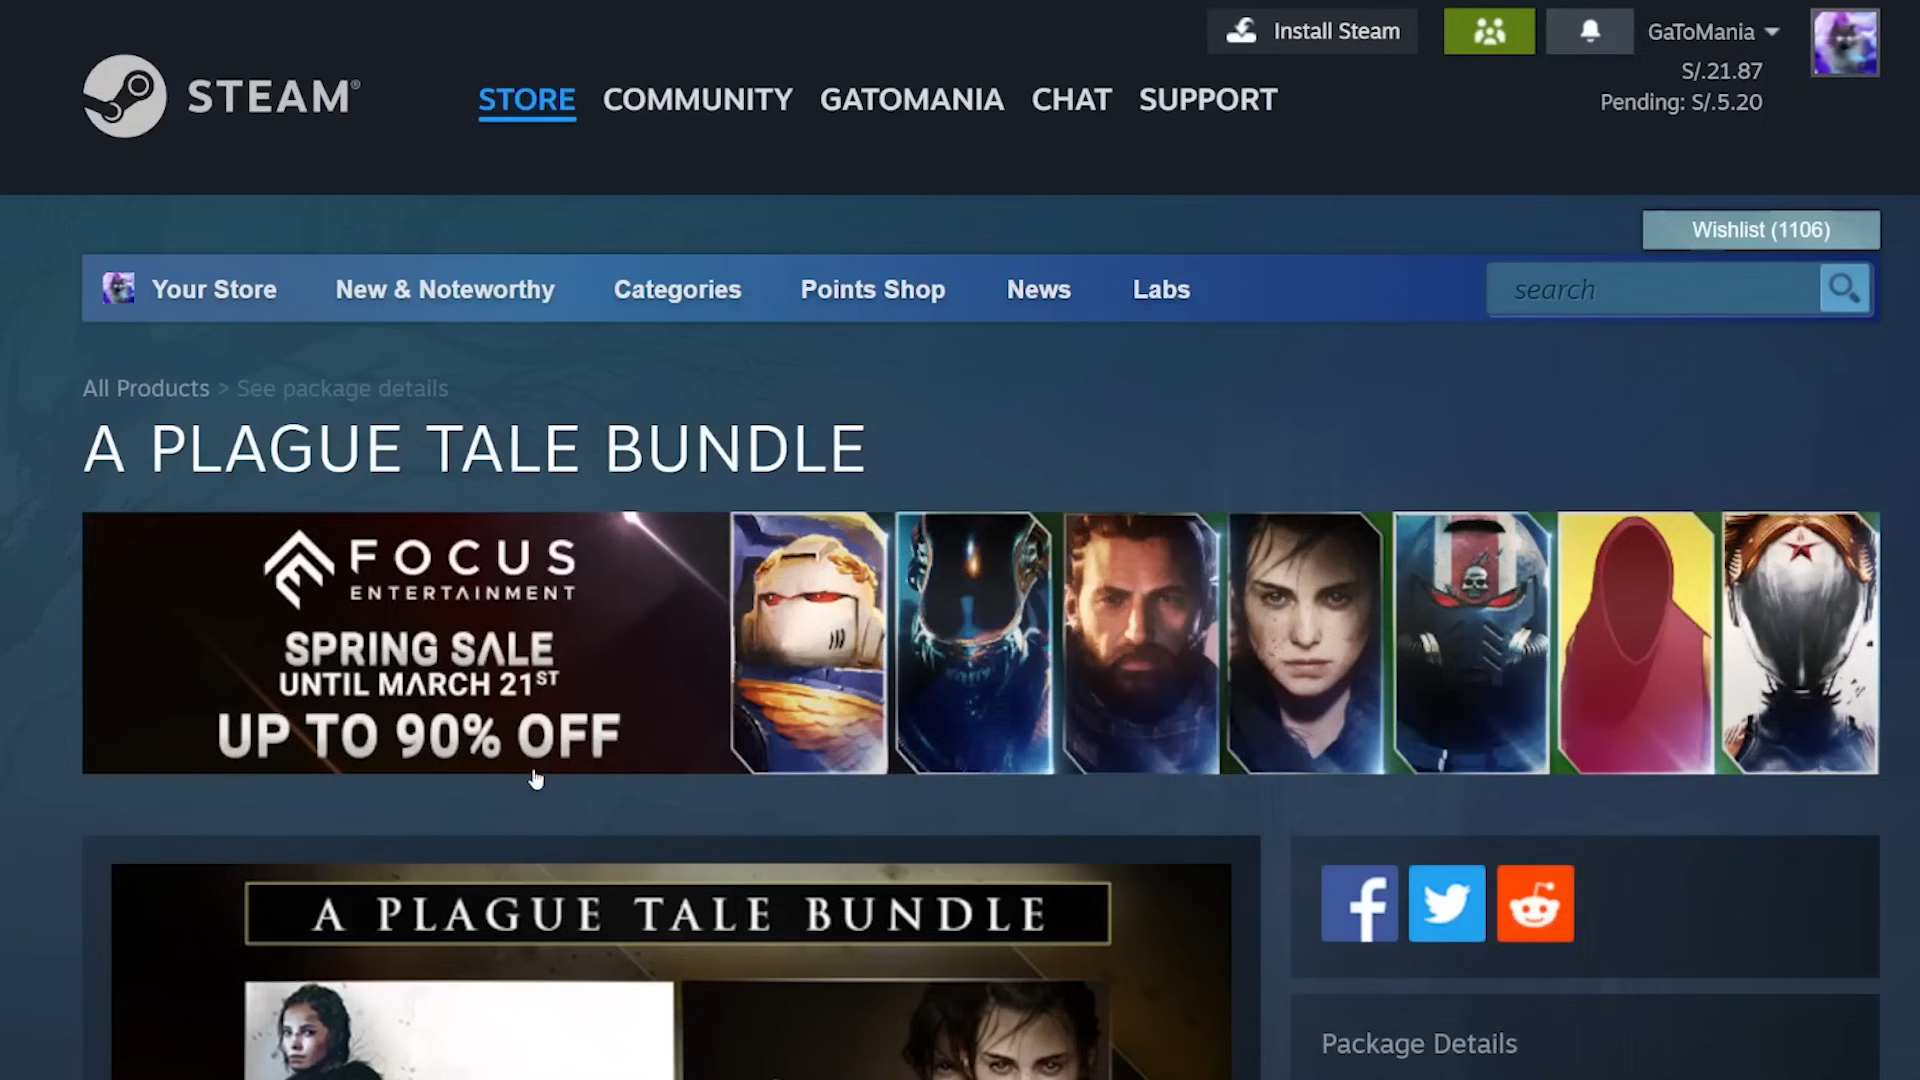 Install Steam
GaToMania
S/.21.87
Pending: S/.5.20
STEAM®
STORE COMMUNITY GATOMANIA CHAT SUPPORT
Wishlist (1106)
Your Store New & Noteworthy Categories Points Shop News Labs search
All Products > See package details
A PLAGUE TALE BUNDLE
FOCUS
ENTERTAINMENT
SPRING SALE
UNTIL MARCH 21ST
UP TO 90% OFF
A PLAGUE TALE BUNDLE
Package Details